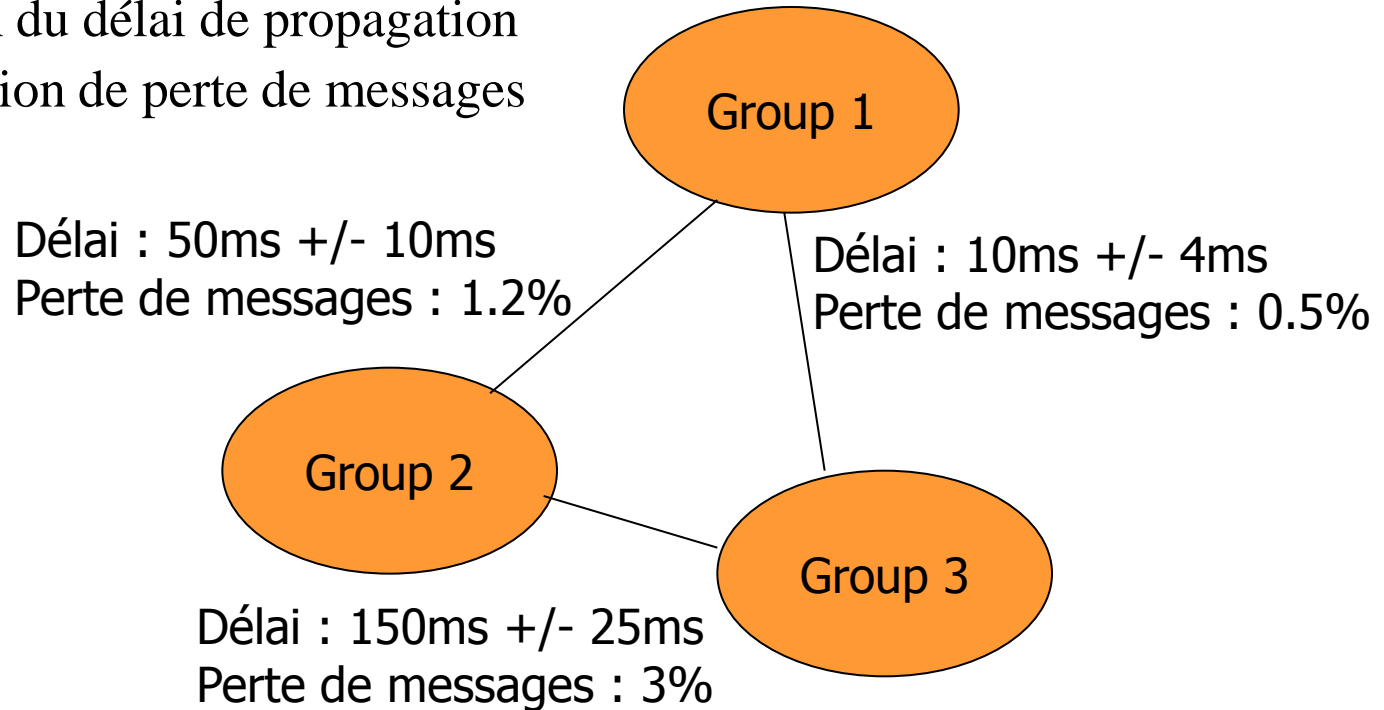 du délai de propagation
de perte de messages
Group 1
Délai : 50ms +/- 10ms
Perte de messages : 1.2%
Délai : 10ms +/- 4ms
Perte de messages : 0.5%
Group 2
Group 3
Délai : 150ms +/- 25ms
Perte de messages : 3%